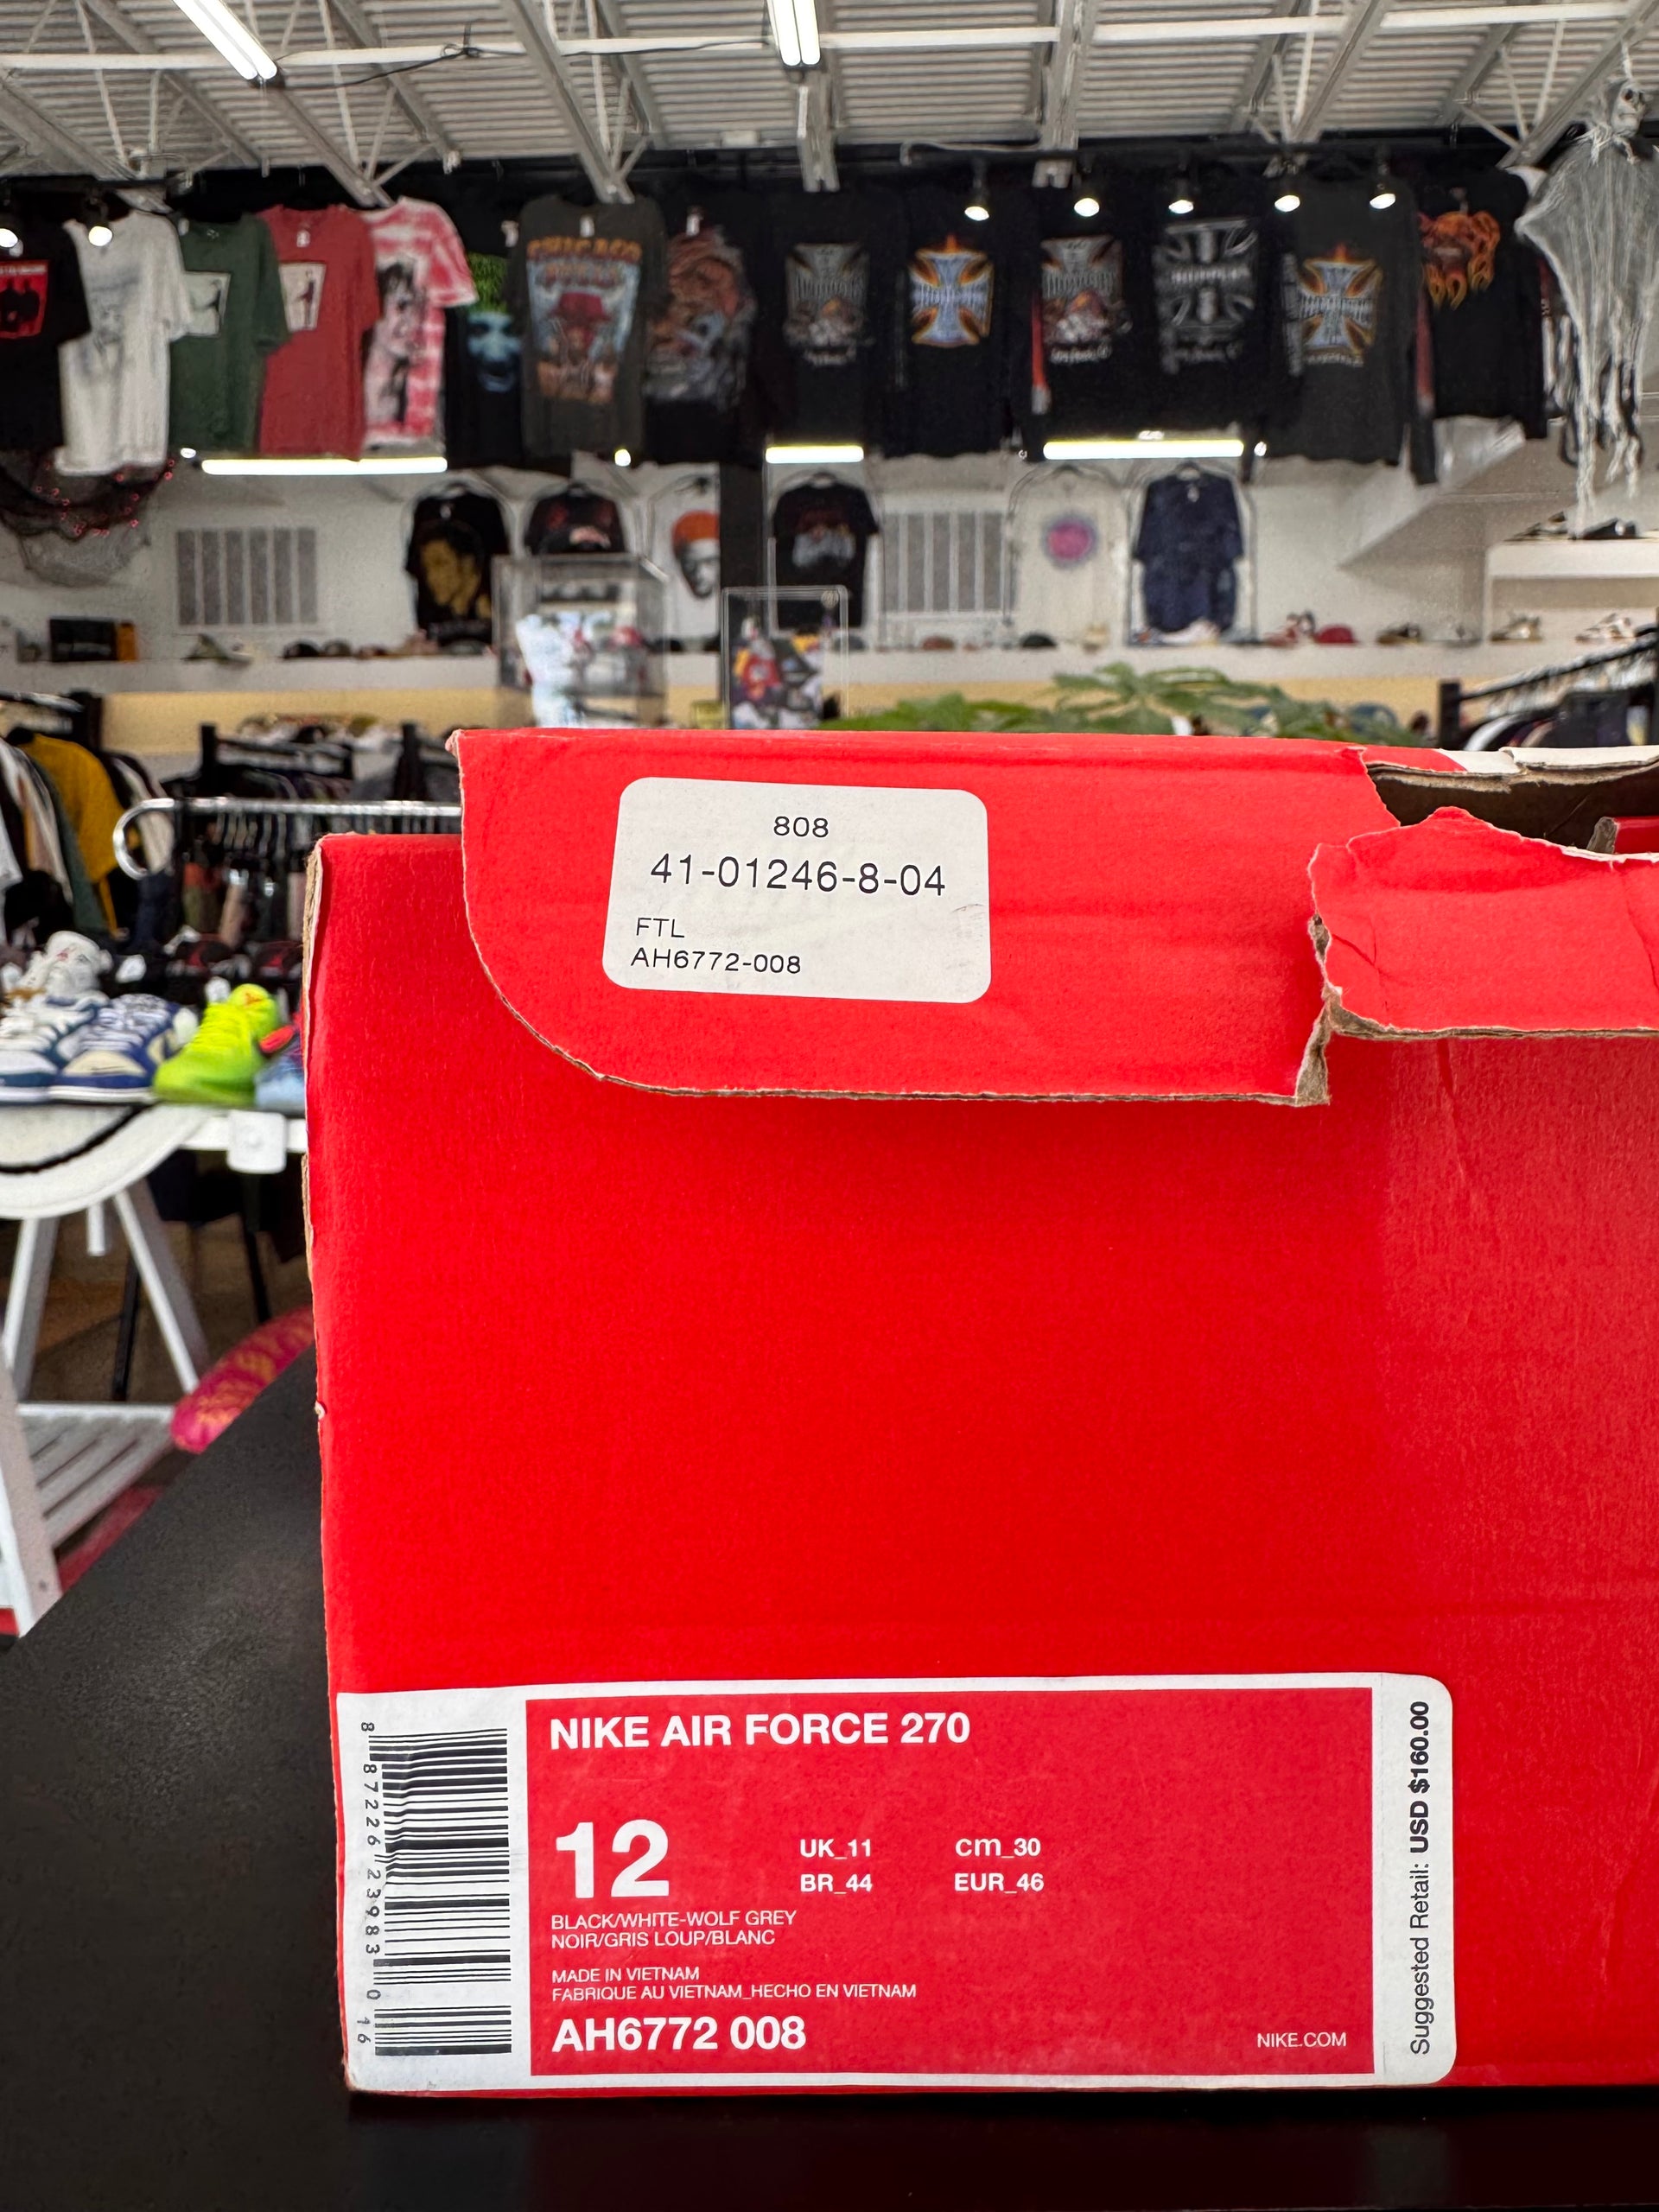 CHICAGO
808
41-01246-8-04
FTL
AH6772-008
NIKE AIR FORCE 270
12
UK_11 cm_30
BR_44 EUR_46
BLACK/WHITE-WOLF GREY
NOIR/GRIS LOUP/BLANC
MADE IN VIETNAM
FABRIQUE AU VIETNAM_HECHO EN VIETNAM
AH6772 008
NIKE.COM
8 87226 23983 0 16
Suggested Retail: USD $160.00